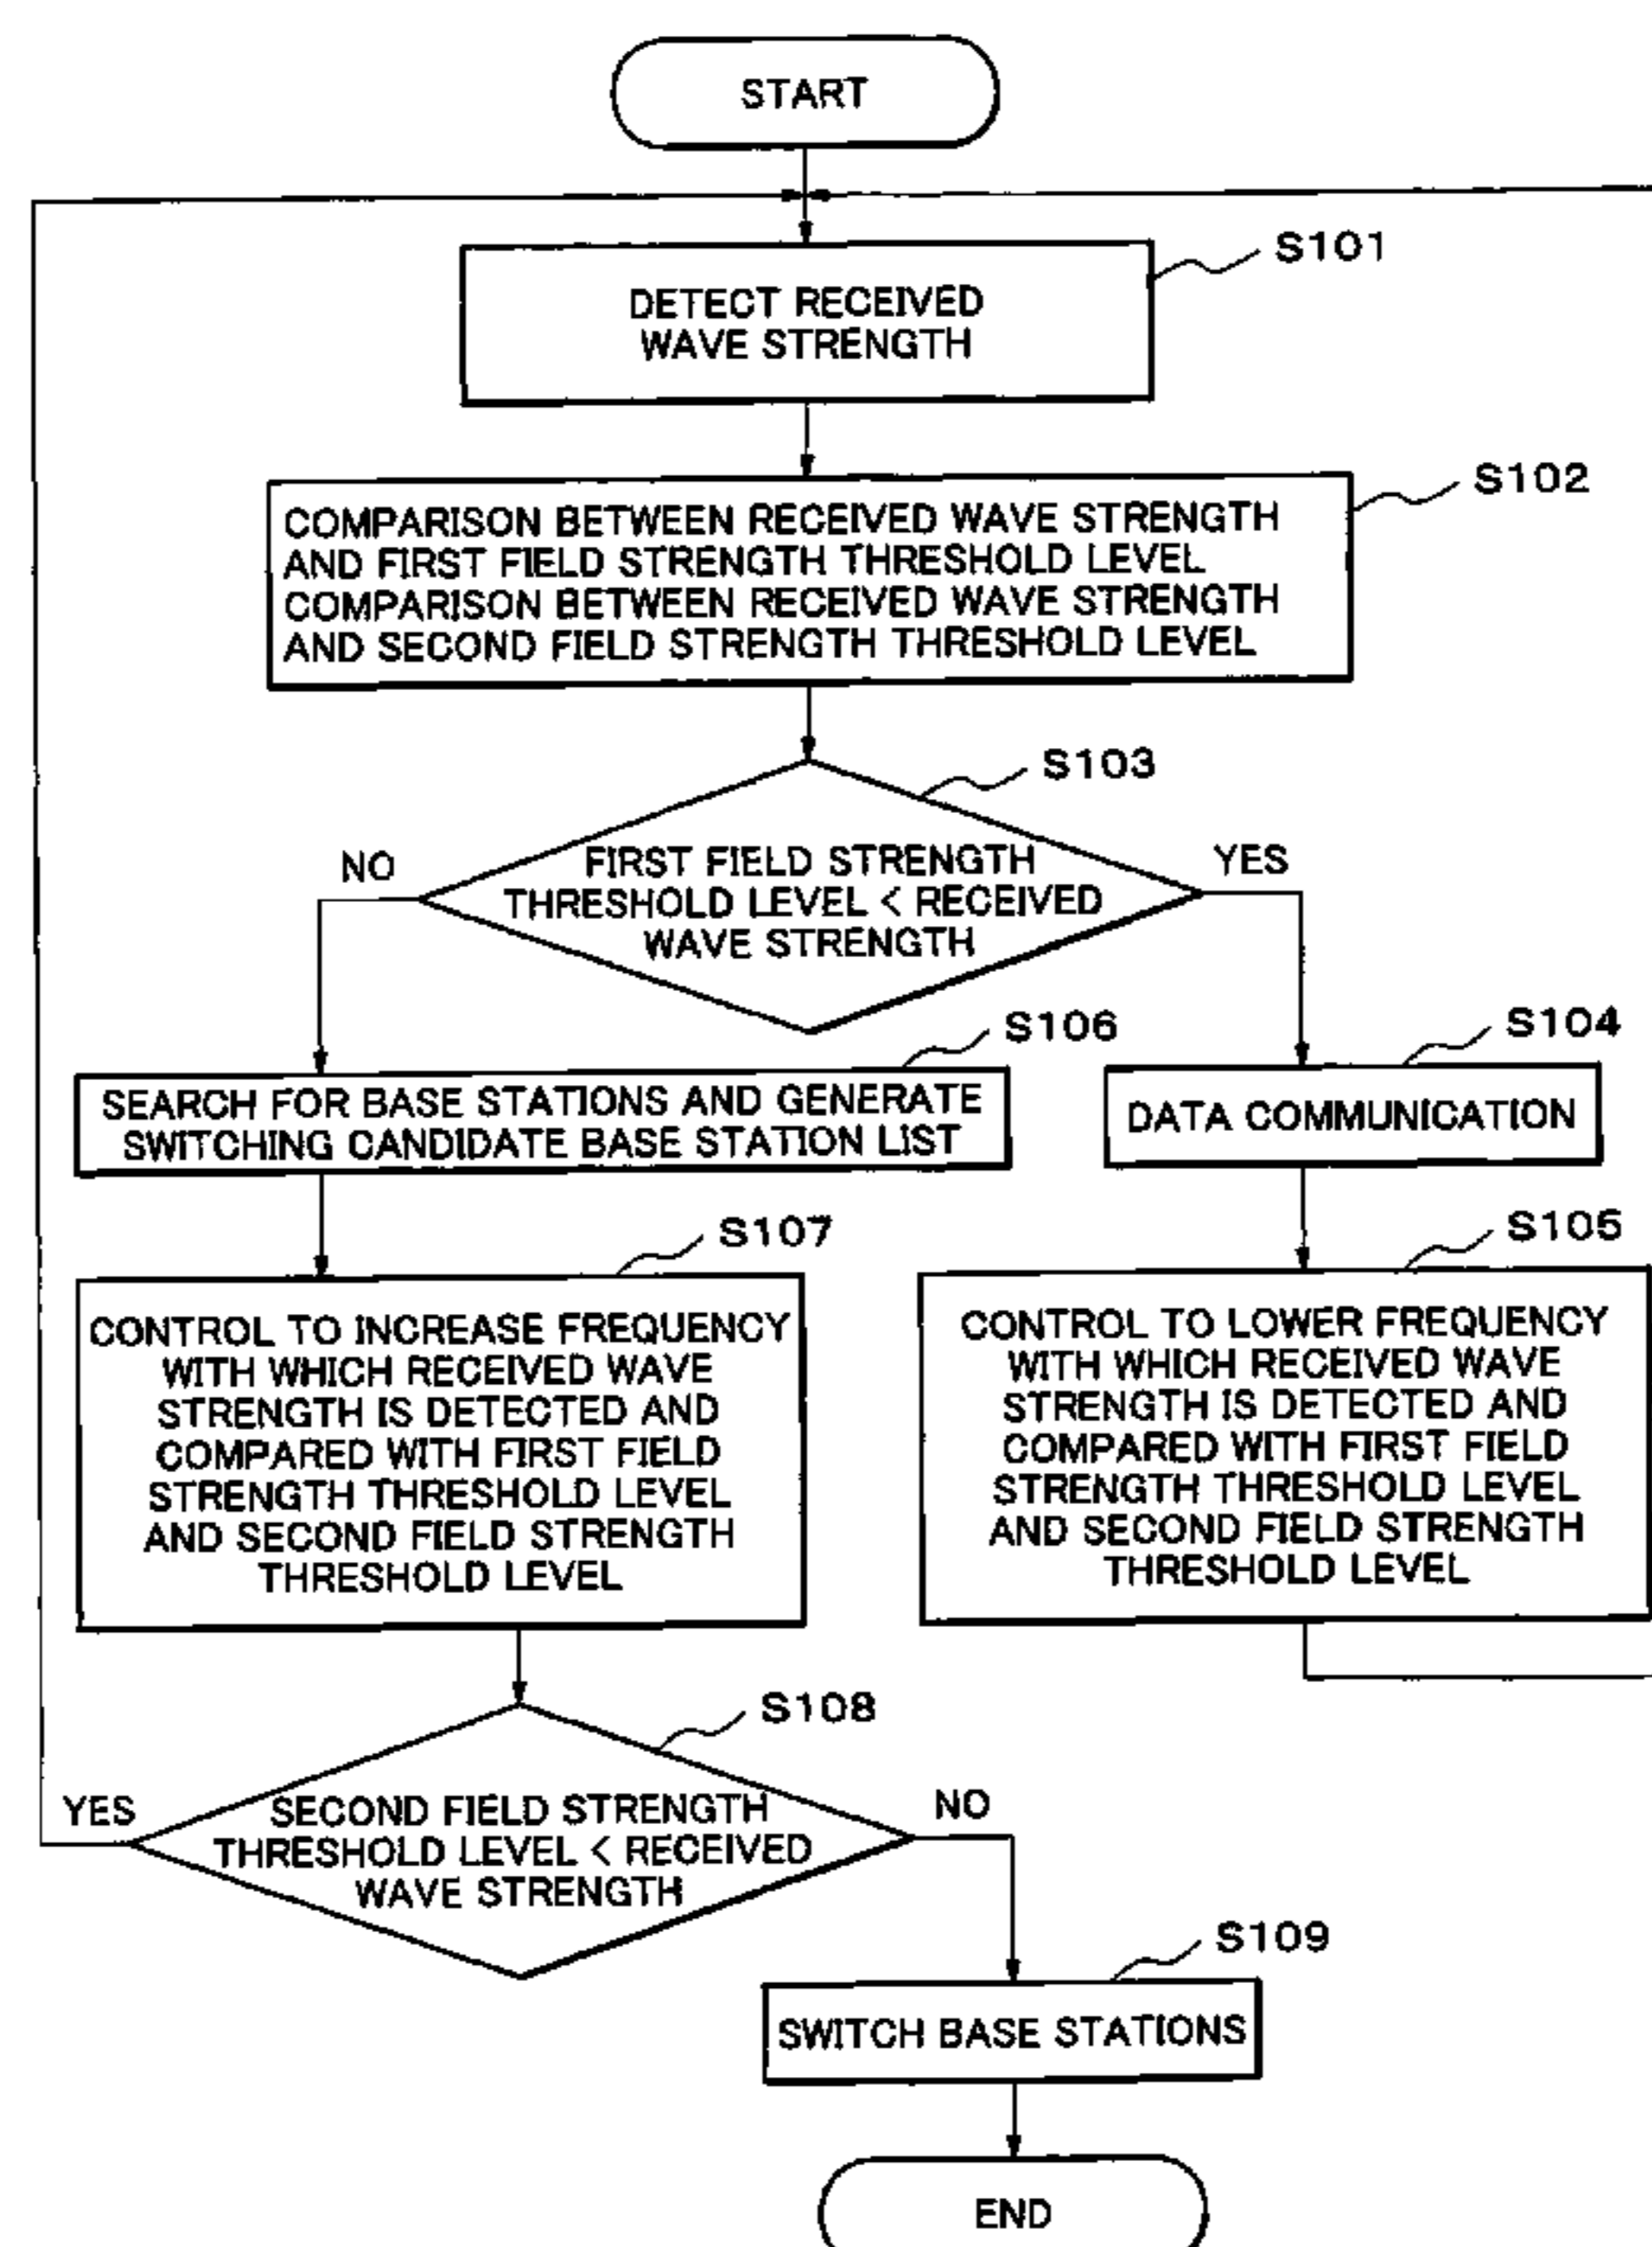 START
S101
DETECT RECEIVED
WAVE STRENGTH
S102
COMPARISON BETWEEN RECEIVED WAVE STRENGTH
AND FIRST FIELD STRENGTH THRESHOLD LEVEL
COMPARISON BETWEEN RECEIVED WAVE STRENGTH
AND SECOND FIELD STRENGTH THRESHOLD LEVEL
S103
NO
FIRST FIELD STRENGTH
THRESHOLD LEVEL < RECEIVED
WAVE STRENGTH
YES
S106
SEARCH FOR BASE STATIONS AND GENERATE
SWITCHING CANDIDATE BASE STATION LIST
S104
DATA COMMUNICATION
S107
CONTROL TO INCREASE FREQUENCY
WITH WHICH RECEIVED WAVE
STRENGTH IS DETECTED AND
COMPARED WITH FIRST FIELD
STRENGTH THRESHOLD LEVEL
AND SECOND FIELD STRENGTH
THRESHOLD LEVEL
S105
CONTROL TO LOWER FREQUENCY
WITH WHICH RECEIVED WAVE
STRENGTH IS DETECTED AND
COMPARED WITH FIRST FIELD
STRENGTH THRESHOLD LEVEL
AND SECOND FIELD STRENGTH
THRESHOLD LEVEL
S108
YES
SECOND FIELD STRENGTH
THRESHOLD LEVEL < RECEIVED
WAVE STRENGTH
NO
S109
SWITCH BASE STATIONS
END